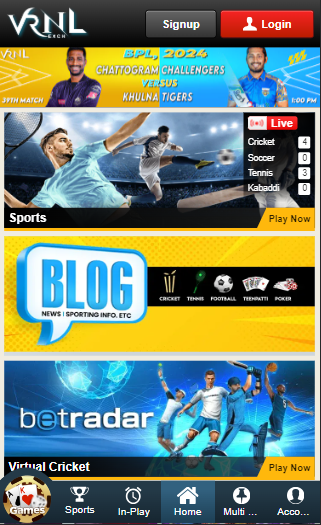 VRNL
EXCH
Signup
Login
BPL, 2024
CHATTOGRAM CHALLENGERS
VERSUS
KHULNA TIGERS
37TH MATCH
1:00 PM
Live
Cricket 4
Soccer 0
Tennis 3
Kabaddi 0
Sports
Play Now
BLOG
NEWS | SPORTING INFO. ETC
CRICKET TENNIS FOOTBALL TEENPATTI POKER
betradar
Virtual Cricket
Play Now
Games
Sports
In-Play
Home
Multi ...
Acco...